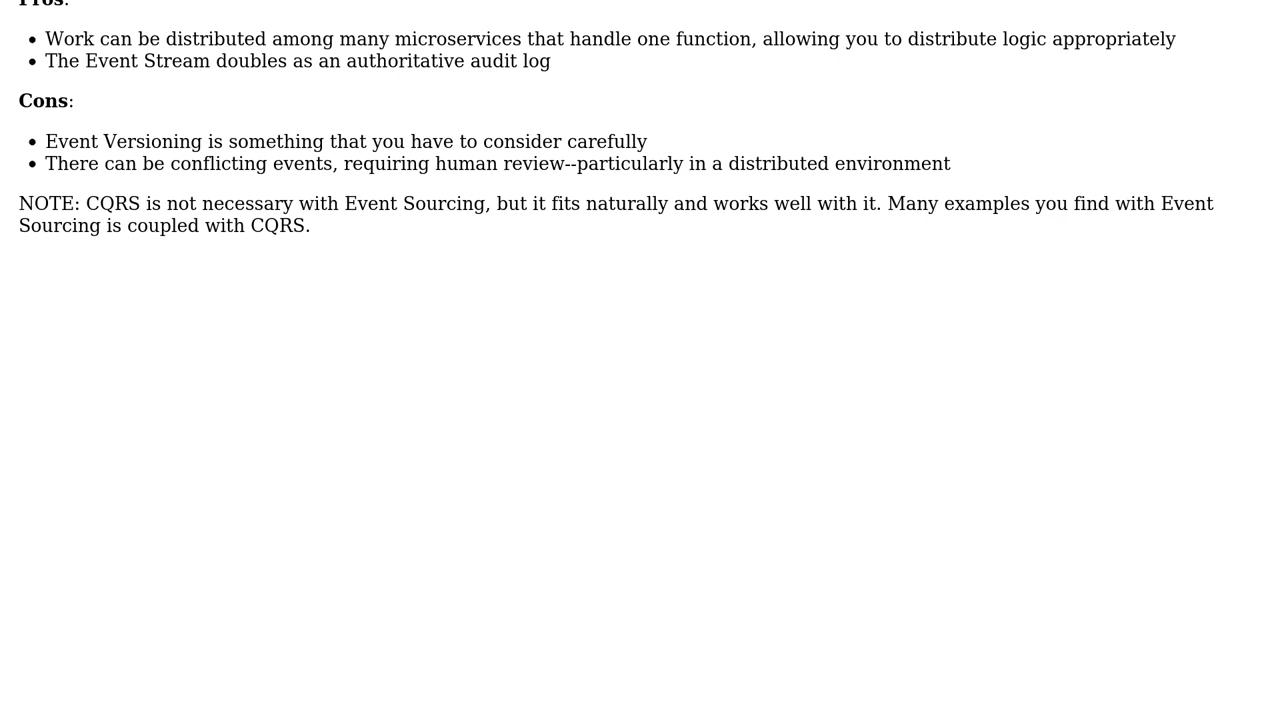 Pros:
Work can be distributed among many microservices that handle one function, allowing you to distribute logic appropriately
The Event Stream doubles as an authoritative audit log
Cons:
Event Versioning is something that you have to consider carefully
There can be conflicting events, requiring human review--particularly in a distributed environment
NOTE: CQRS is not necessary with Event Sourcing, but it fits naturally and works well with it. Many examples you find with Event
Sourcing is coupled with CQRS.